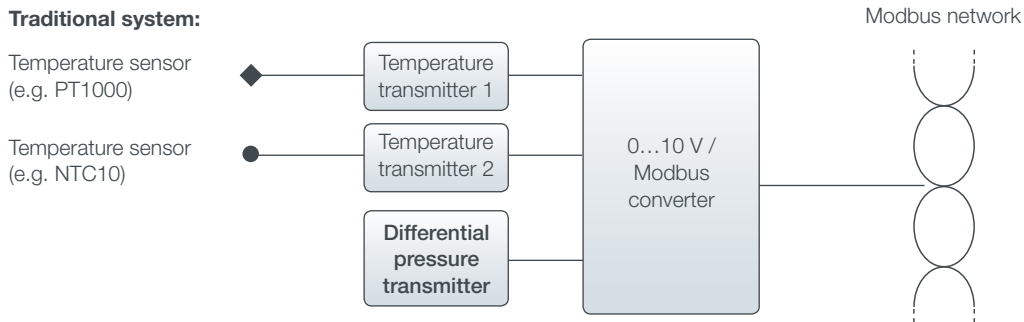 Traditional system:
Modbus network
Temperature sensor
(e.g. PT1000)
Temperature
transmitter 1
Temperature sensor
(e.g. NTC10)
Temperature
transmitter 2
0…10 V /
Modbus
converter
Differential
pressure
transmitter